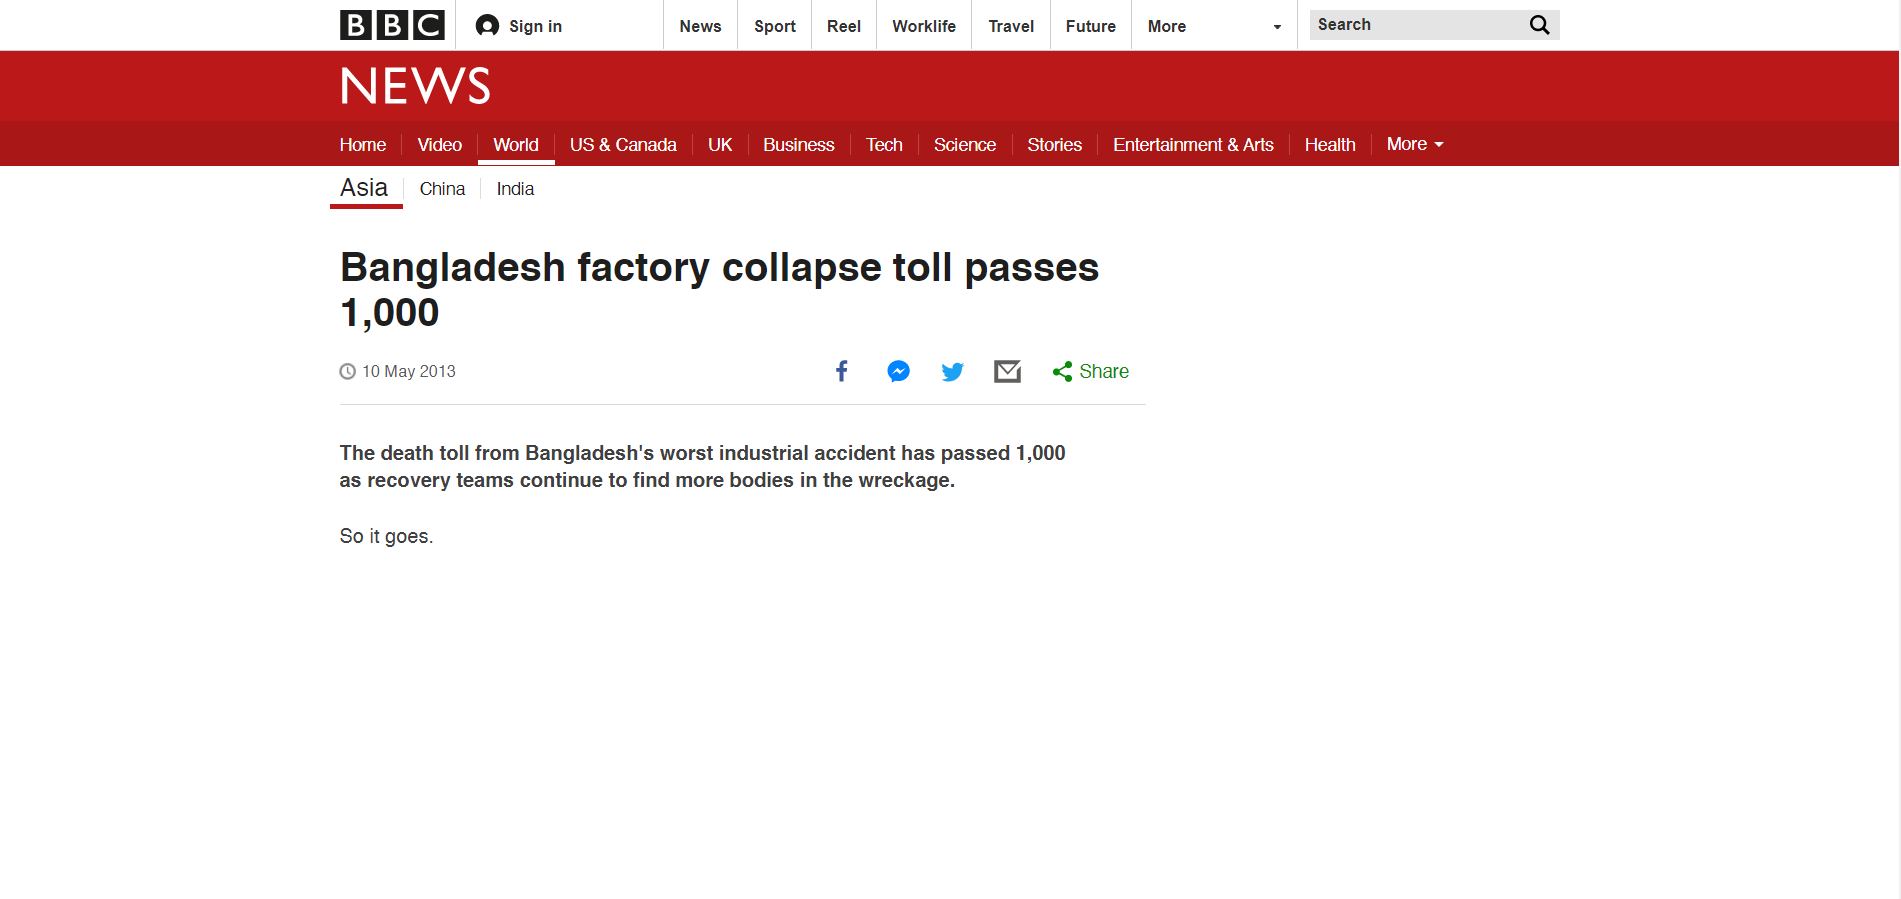 BBC Sign in News Sport Reel Worklife Travel Future More Search
NEWS
Home Video World US & Canada UK Business Tech Science Stories Entertainment & Arts Health More
Asia China India
Bangladesh factory collapse toll passes
1,000
10 May 2013 Share
The death toll from Bangladesh's worst industrial accident has passed 1,000
as recovery teams continue to find more bodies in the wreckage.
So it goes.